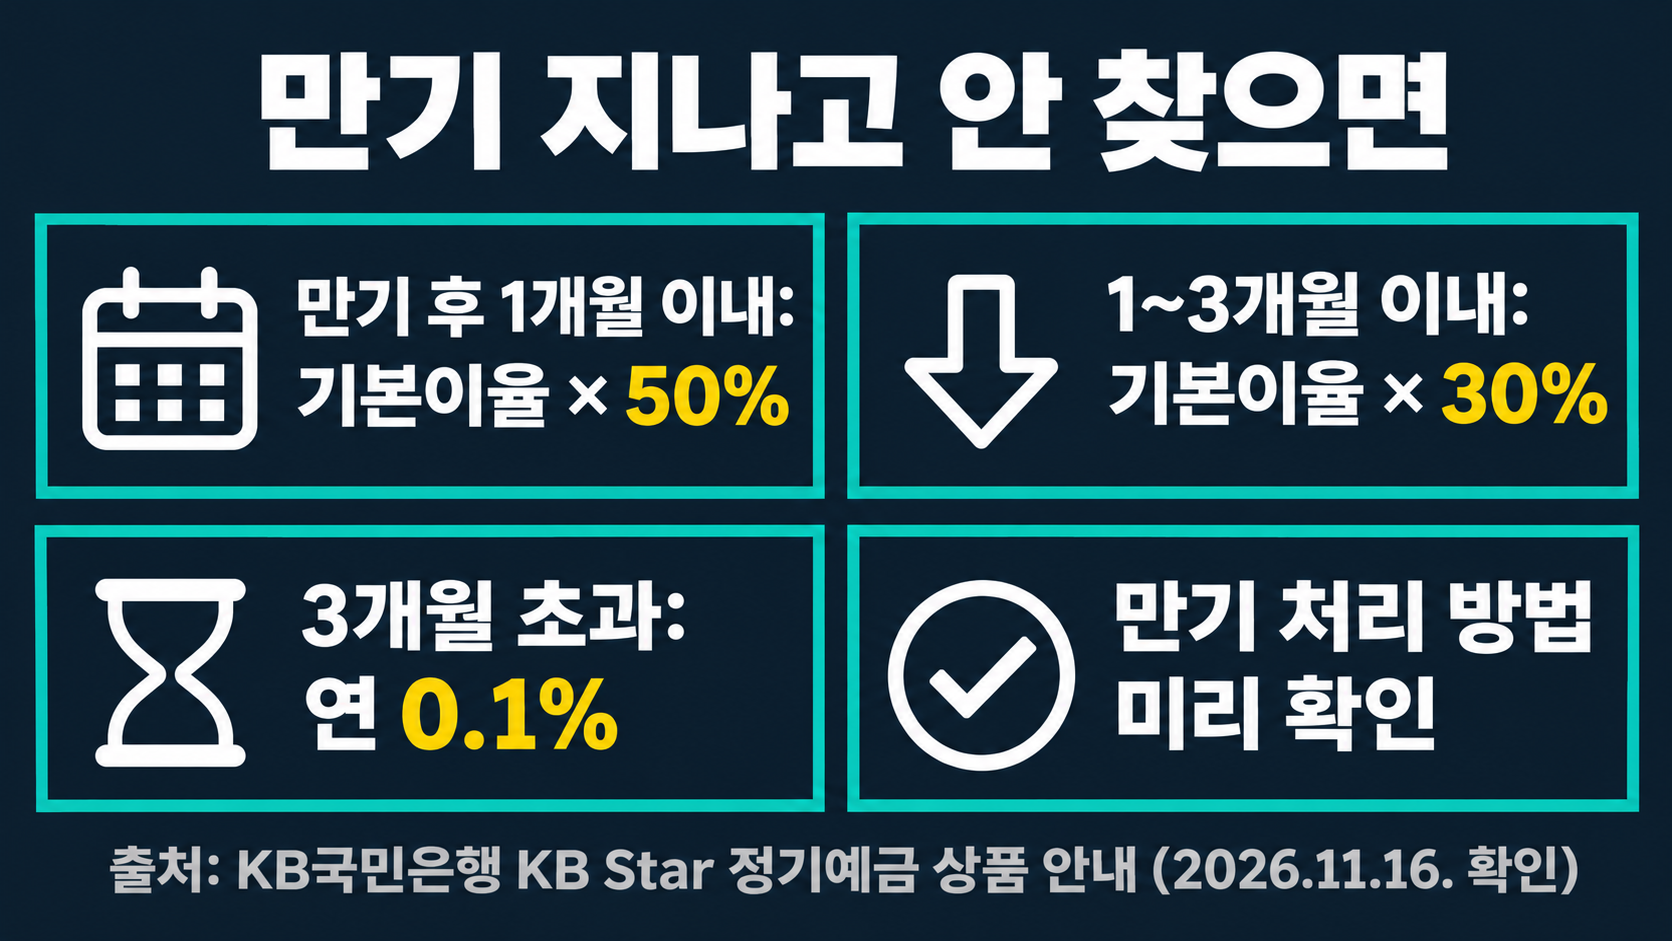 만기 지나고 안 찾으면
만기 후 1개월 이내:
기본이율 × 50%
1~3개월 이내:
기본이율 × 30%
3개월 초과:
연 0.1%
만기 처리 방법
미리 확인
출처: KB국민은행 KB Star 정기예금 상품 안내 (2026.11.16. 확인)